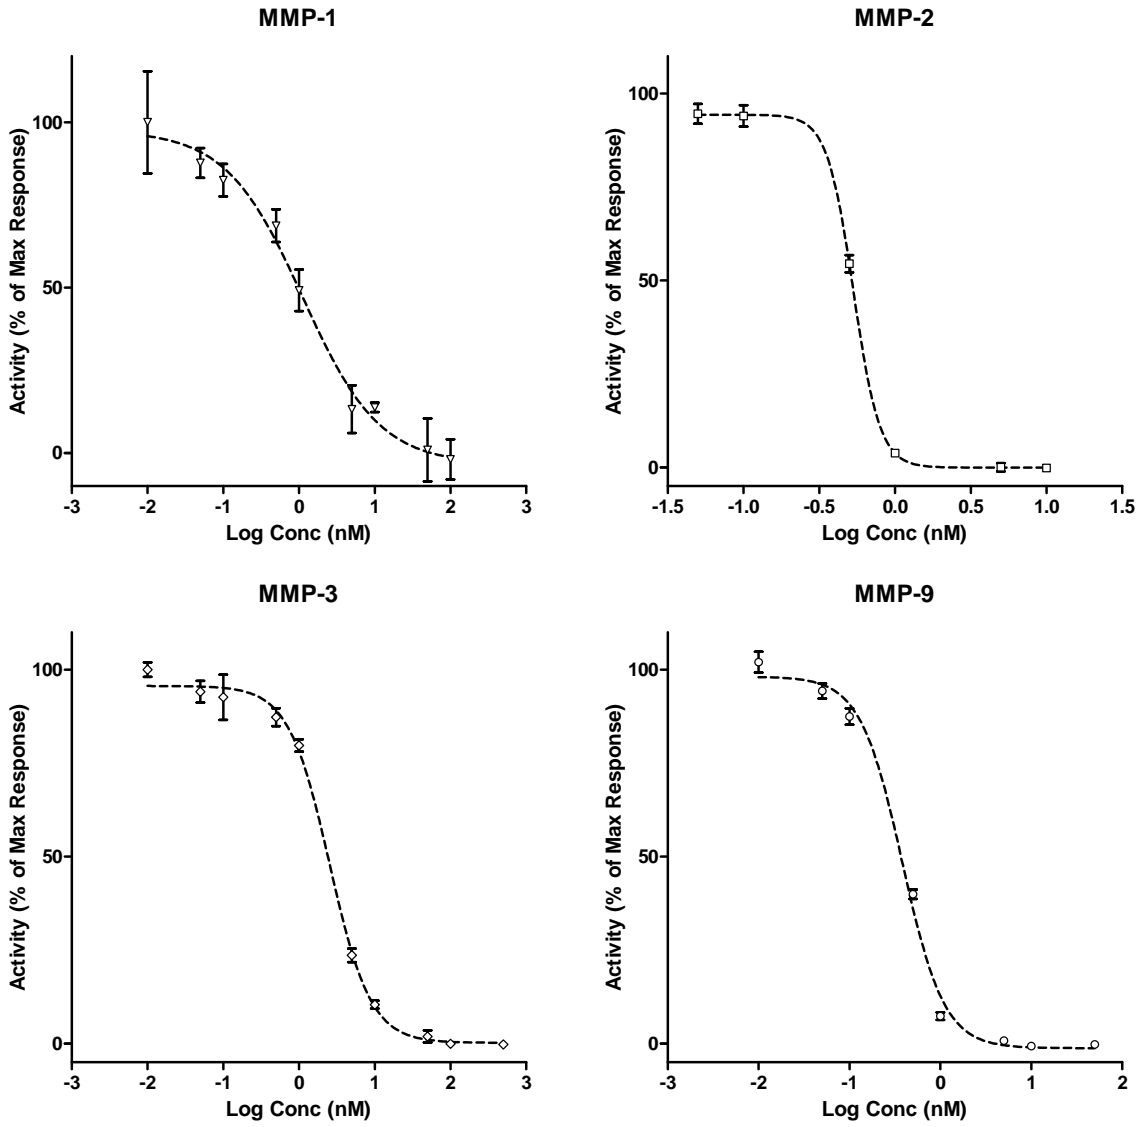 MMP-1
Activity (% of Max Response)
100
50
0
-3 -2 -1 0 1 2 3
Log Conc (nM)
MMP-2
Activity (% of Max Response)
100
50
0
-1.5 -1.0 -0.5 0.0 0.5 1.0 1.5
Log Conc (nM)
MMP-3
Activity (% of Max Response)
100
50
0
-3 -2 -1 0 1 2 3
Log Conc (nM)
MMP-9
Activity (% of Max Response)
100
50
0
-3 -2 -1 0 1 2
Log Conc (nM)